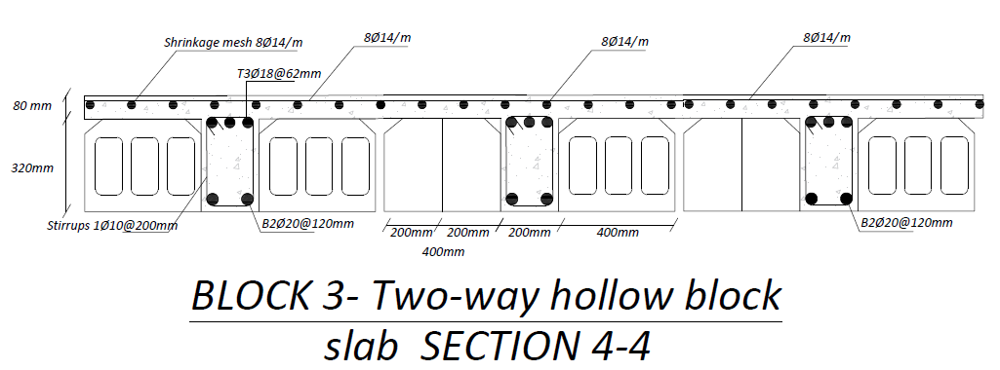 Shrinkage mesh 8Ø14/m
8Ø14/m
8Ø14/m
8Ø14/m
T3Ø18@62mm
80 mm
320mm
Stirrups 1Ø10@200mm
B2Ø20@120mm
B2Ø20@120mm
200mm 200mm 200mm 400mm
400mm
BLOCK 3- Two-way hollow block
slab SECTION 4-4